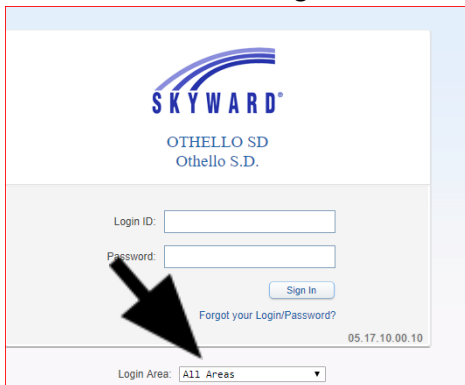 SKYWARD®
OTHELLO SD
Othello S.D.
Login ID:
Password:
Sign In
Forgot your Login/Password?
05.17.10.00.10
Login Area: All Areas